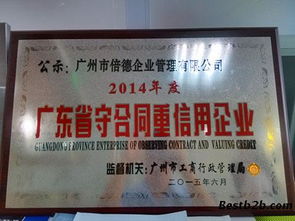 公示：广州市倍德企业管理有限公司
2014年度
广东省守合同重信用企业
GUANGDONG PROVINCE ENTERPRISE OF OBSERVING CONTRACT AND VALUING CREDIT
监督机关：广州市工商行政管理局
二〇一五年六月
Bestb2b.com